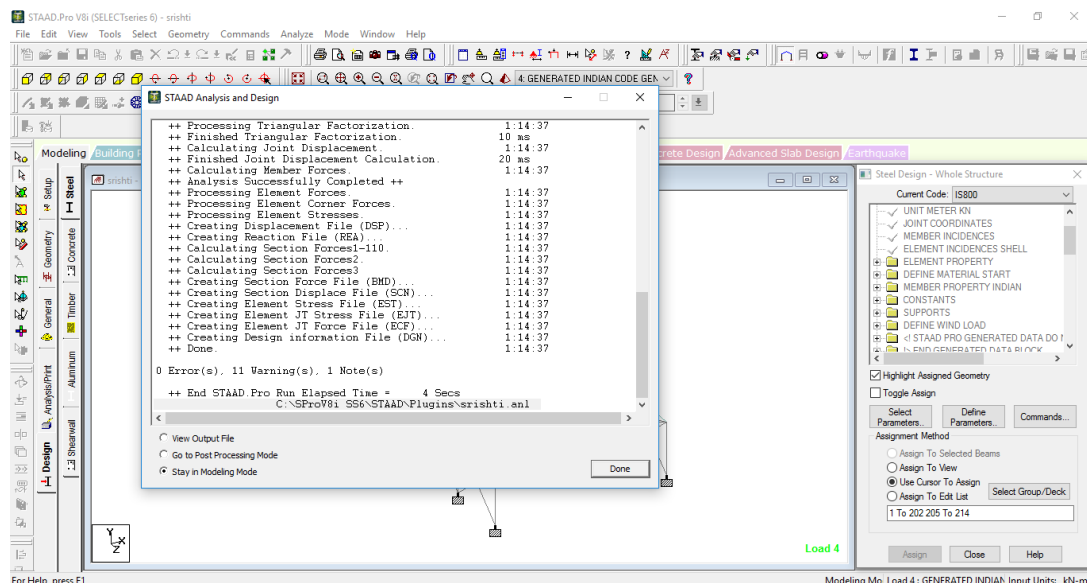 STAAD.Pro V8i (SELECTseries 6) - srishti
File Edit View Tools Select Geometry Commands Analyze Mode Window Help
4: GENERATED INDIAN CODE GEN
Modeling Building
rete Design Advanced Slab Design Earthquake
Setup
Geometry
General
Analysis/Print
Design
Steel
Concrete
Timber
Aluminum
Shearwall
srishti -
STAAD Analysis and Design
++ Processing Triangular Factorization. 1:14:37
++ Finished Triangular Factorization. 10 ms
++ Calculating Joint Displacement. 1:14:37
++ Finished Joint Displacement Calculation. 20 ms
++ Calculating Member Forces. 1:14:37
++ Analysis Successfully Completed ++
++ Processing Element Forces. 1:14:37
++ Processing Element Corner Forces. 1:14:37
++ Processing Element Stresses. 1:14:37
++ Creating Displacement File (DSP)... 1:14:37
++ Creating Reaction File (REA)... 1:14:37
++ Calculating Section Forces1-110. 1:14:37
++ Calculating Section Forces2. 1:14:37
++ Calculating Section Forces3 1:14:37
++ Creating Section Force File (BMD)... 1:14:37
++ Creating Section Displace File (SCN)... 1:14:37
++ Creating Element Stress File (EST)... 1:14:37
++ Creating Element JT Stress File (EJT)... 1:14:37
++ Creating Element JT Force File (ECF)... 1:14:37
++ Creating Design information File (DGN)... 1:14:37
++ Done. 1:14:37
0 Error(s), 11 Warning(s), 1 Note(s)
++ End STAAD.Pro Run Elapsed Time = 4 Secs
C:\SProV8i SS6\STAAD\Plugins\srishti.anl
View Output File
Go to Post Processing Mode
Stay in Modeling Mode
Done
Y
X
Z
Load 4
Steel Design - Whole Structure
Current Code: IS800
UNIT METER KN
JOINT COORDINATES
MEMBER INCIDENCES
ELEMENT INCIDENCES SHELL
ELEMENT PROPERTY
DEFINE MATERIAL START
MEMBER PROPERTY INDIAN
CONSTANTS
SUPPORTS
DEFINE WIND LOAD
<! STAAD PRO GENERATED DATA DO
!> END GENERATED DATA BLOCK
Highlight Assigned Geometry
Toggle Assign
Select Parameters...
Define Parameters...
Commands...
Assignment Method
Assign To Selected Beams
Assign To View
Use Cursor To Assign
Assign To Edit List
Select Group/Deck
1 To 202 205 To 214
Assign Close Help
For Help, press F1
Modeling Mo Load 4 : GENERATED INDIAN Input Units: kN-m